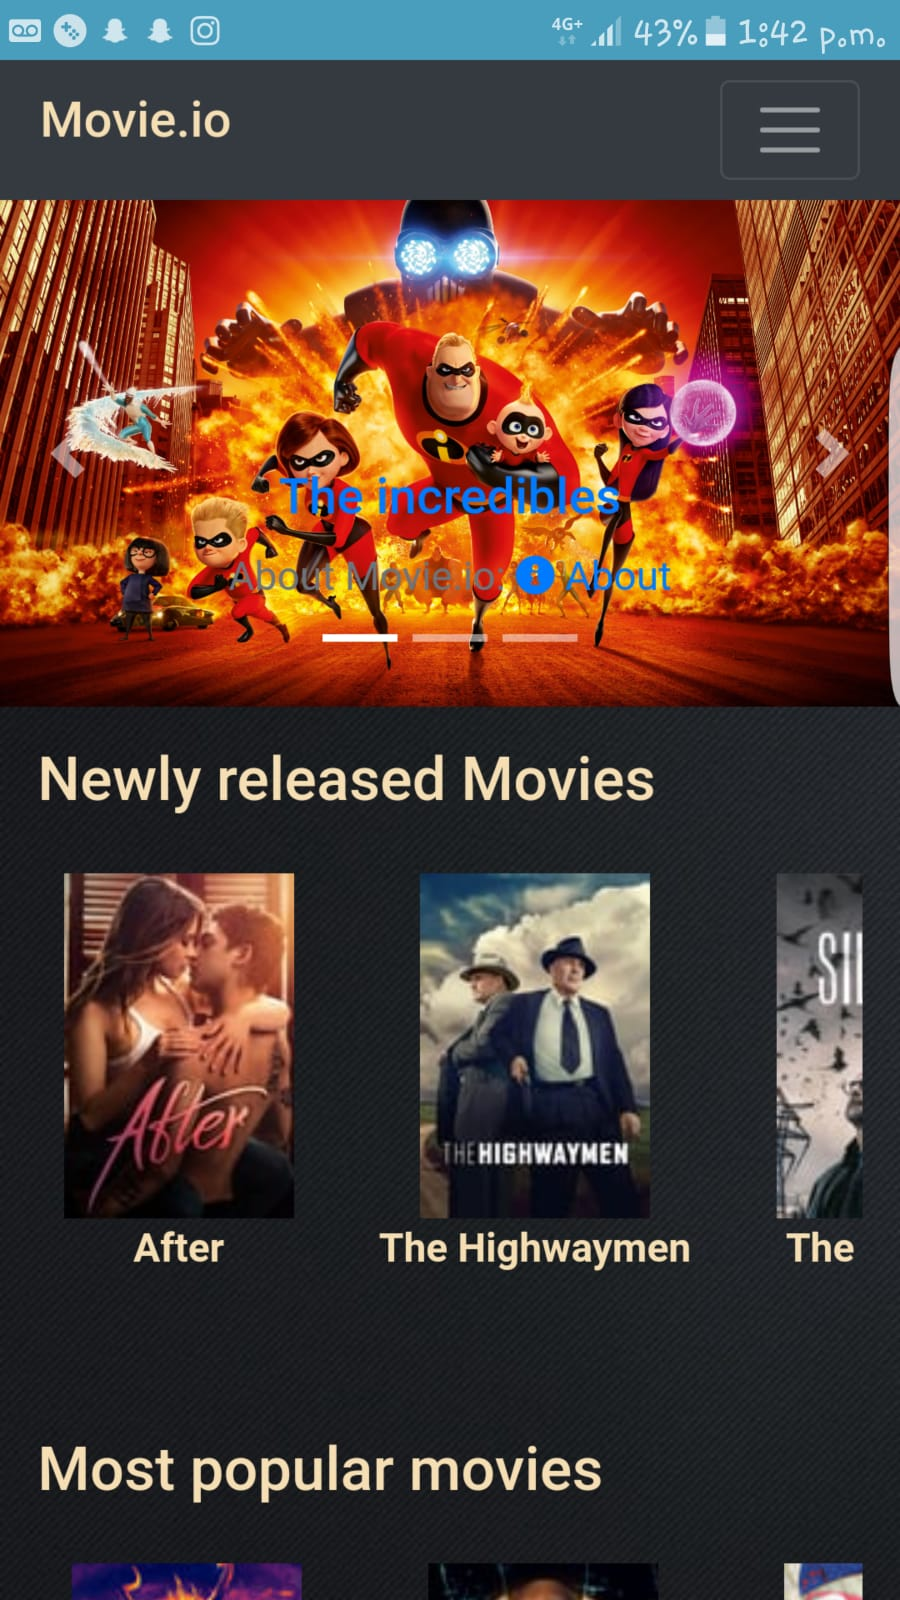 4G+ 43% 1:42 p.m.
Movie.io
The incredibles
About Movie.io: About
Newly released Movies
After
THE HIGHWAYMEN
SIL
After
The Highwaymen
The
Most popular movies